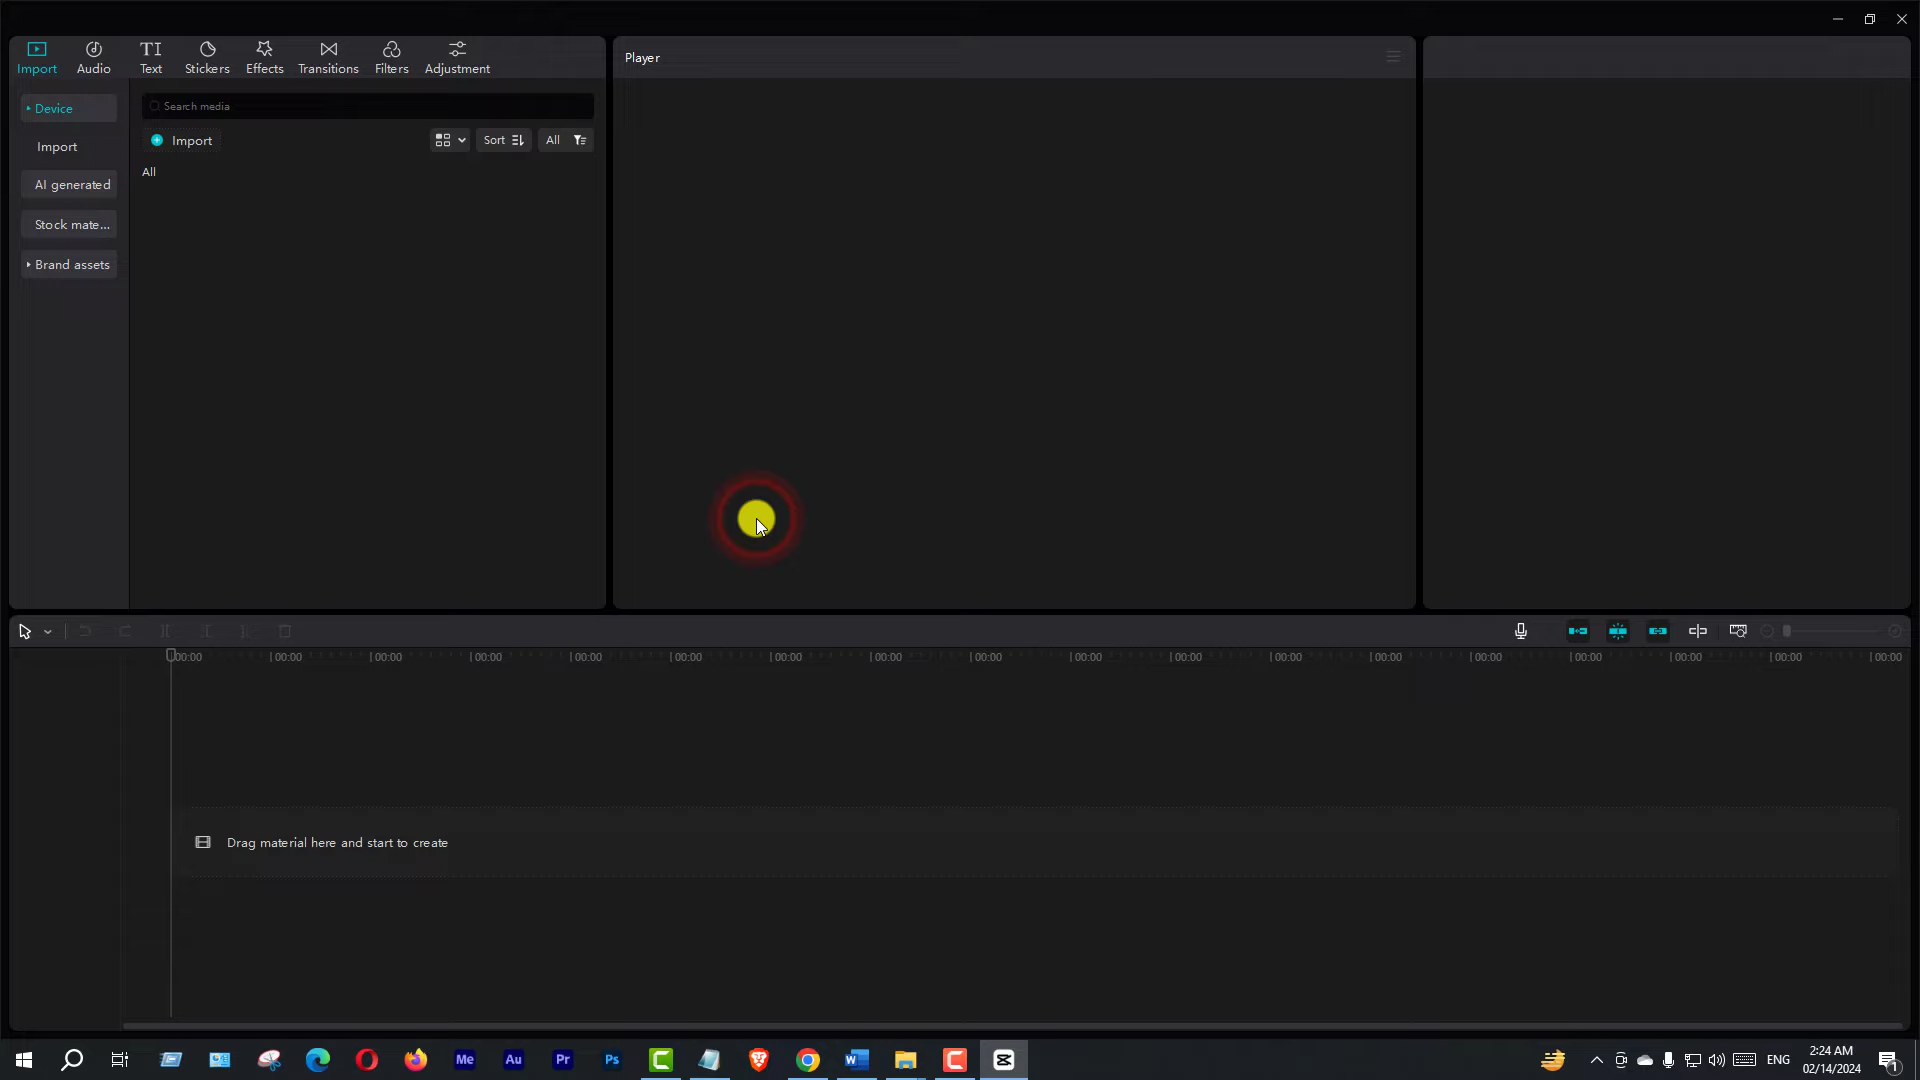 Import Audio Text Stickers Effects Transitions Filters Adjustment
Player
Device
Search media
Import
Import
Sort
All
All
AI generated
Stock mate...
Brand assets
00:00 00:00 00:00 00:00 00:00 00:00 00:00 00:00 00:00 00:00 00:00 00:00 00:00 00:00 00:00 00:00 00:00 00:00
Drag material here and start to create
Me Au Pr Ps
ENG
2:24 AM
02/14/2024
1